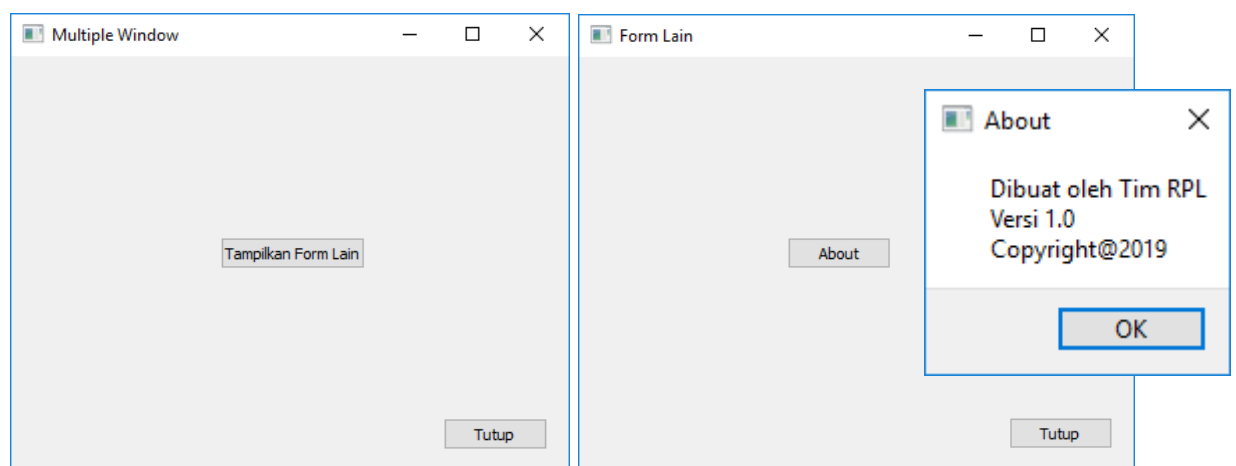 Multiple Window
Tampilkan Form Lain
Tutup
Form Lain
About
Tutup
About
Dibuat oleh Tim RPL
Versi 1.0
Copyright@2019
OK